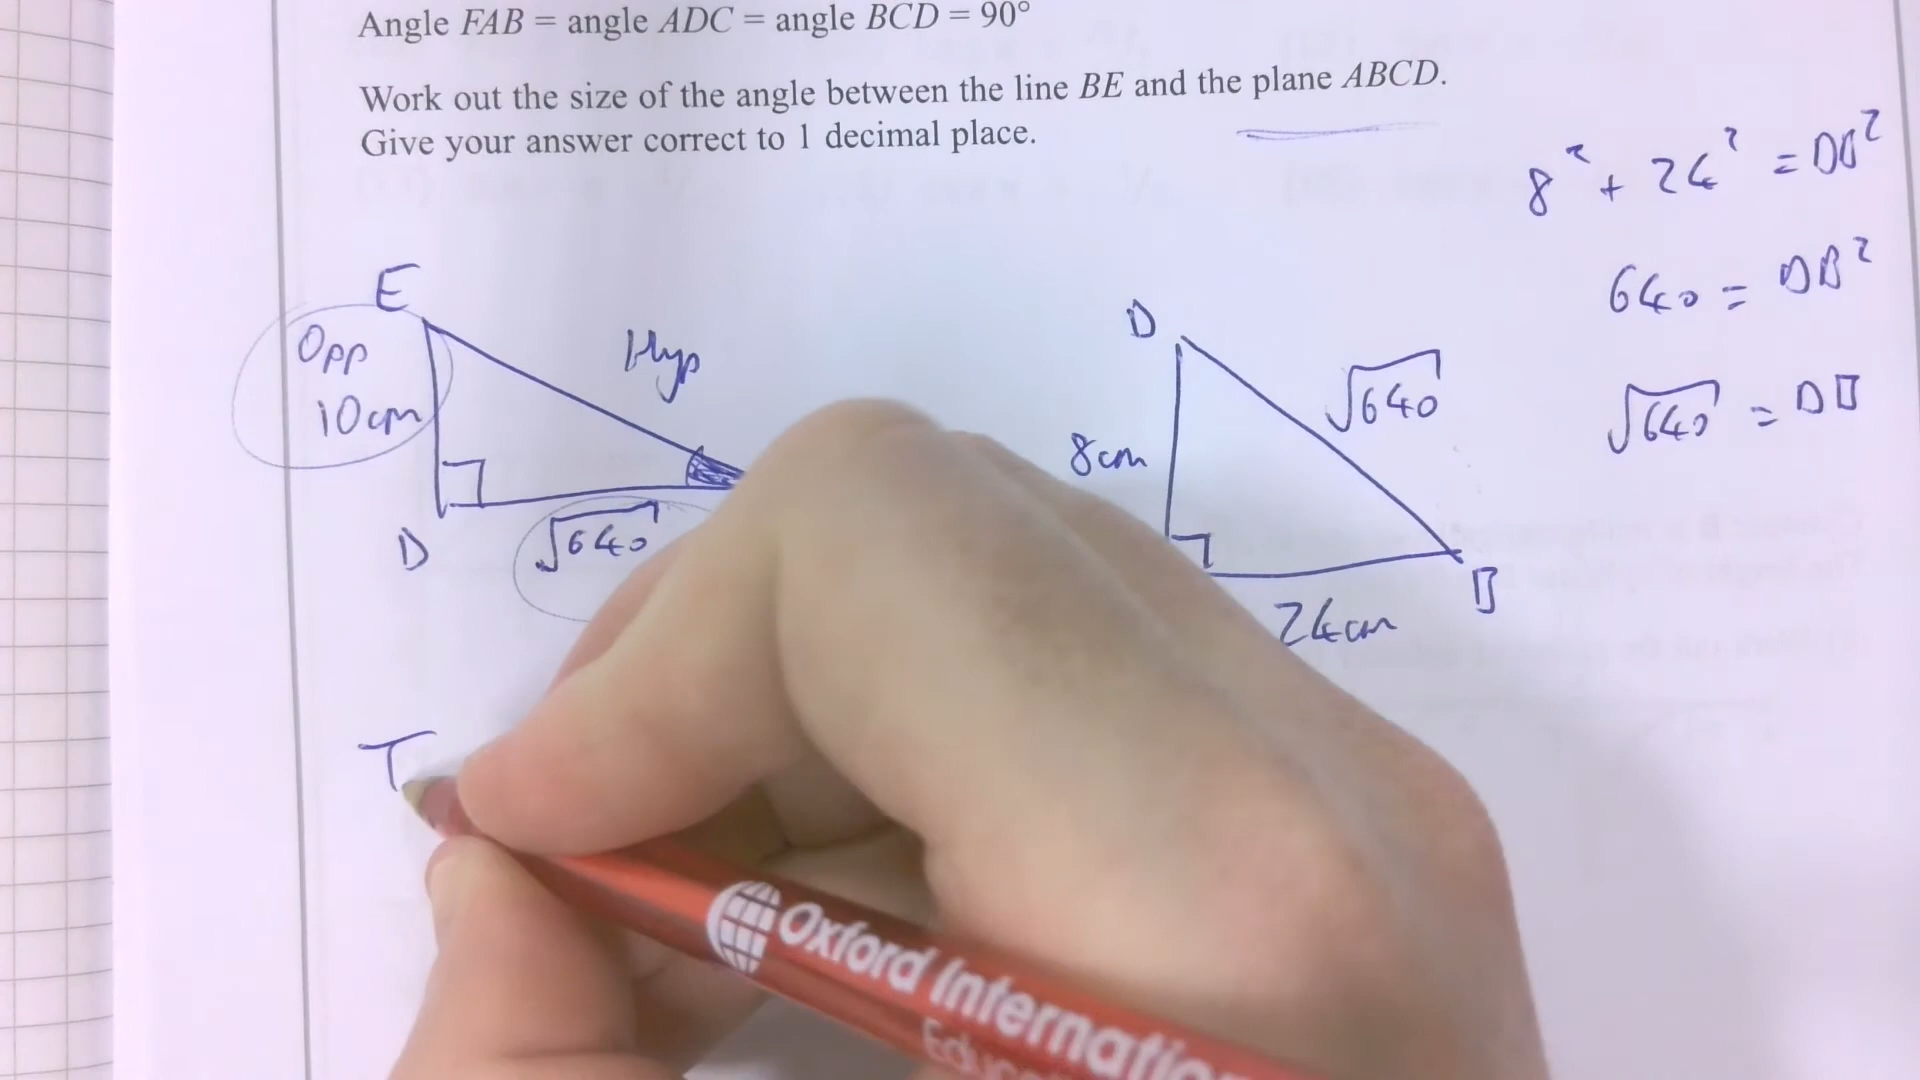 Angle FAB = angle ADC = angle BCD = 90°
Work out the size of the angle between the line BE and the plane ABCD.
Give your answer correct to 1 decimal place.
8² + 24² = DB²
640 = DB²
√640 = DB
E
Opp
10cm
Hyp
D
√640
D
√640
8cm
B
24cm
T
Oxford Internatio
Educa